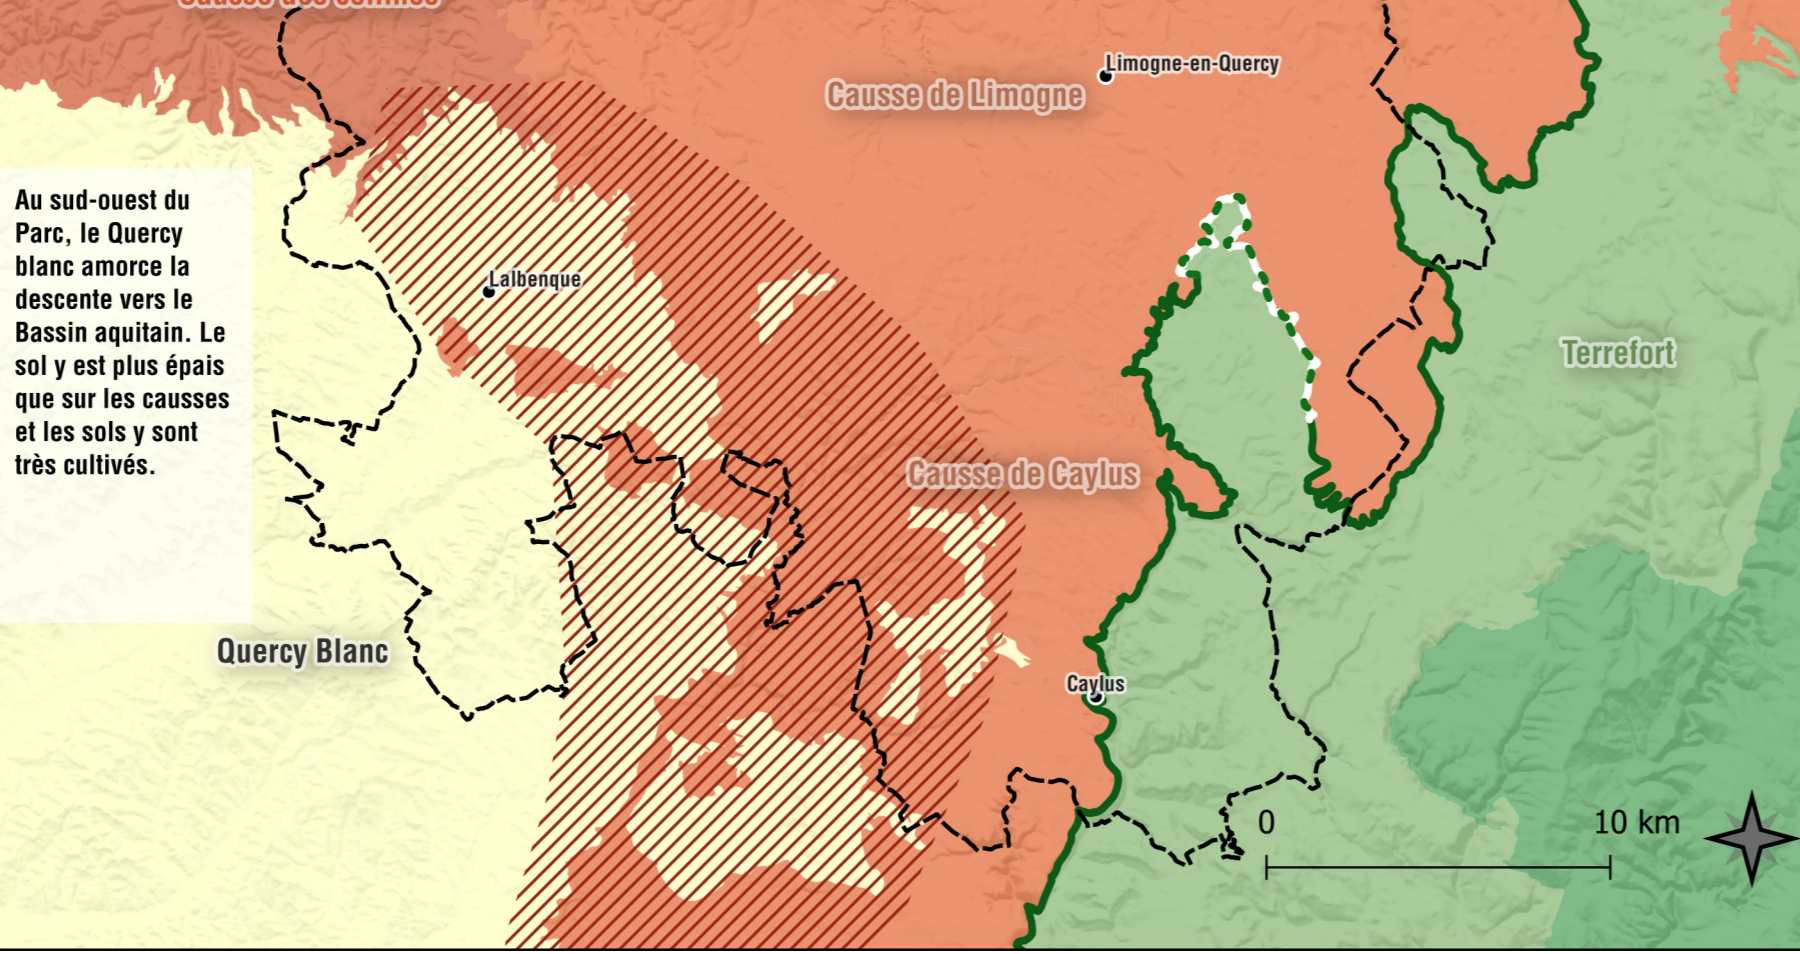 Limogne-en-Quercy
Causse de Limogne
Au sud-ouest du
Parc, le Quercy
blanc amorce la
descente vers le
Bassin aquitain. Le
sol y est plus épais
que sur les causses
et les sols y sont
très cultivés.
Lalbenque
Terrefort
Causse de Caylus
Quercy Blanc
Caylus
0 10 km